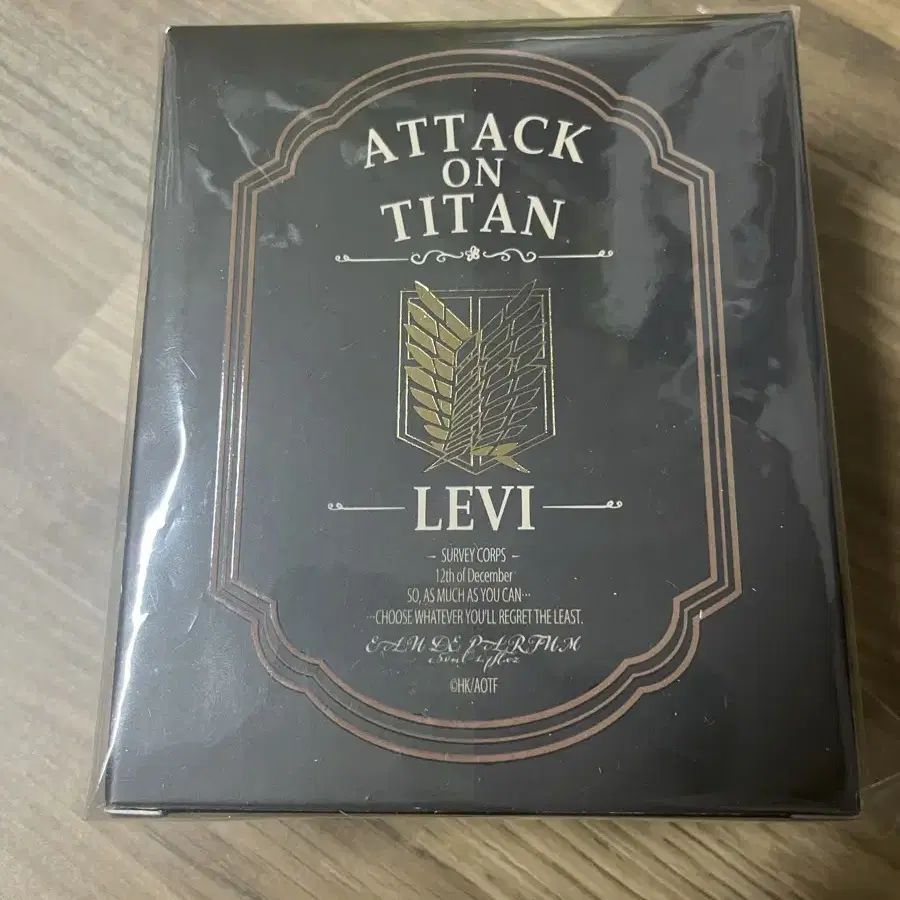 ATTACK
ON
TITAN
LEVI
- SURVEY CORPS -
12th of December
SO, AS MUCH AS YOU CAN…
…CHOOSE WHATEVER YOU'LL REGRET THE LEAST.
EAU DE PARFUM
©HK/AOTF